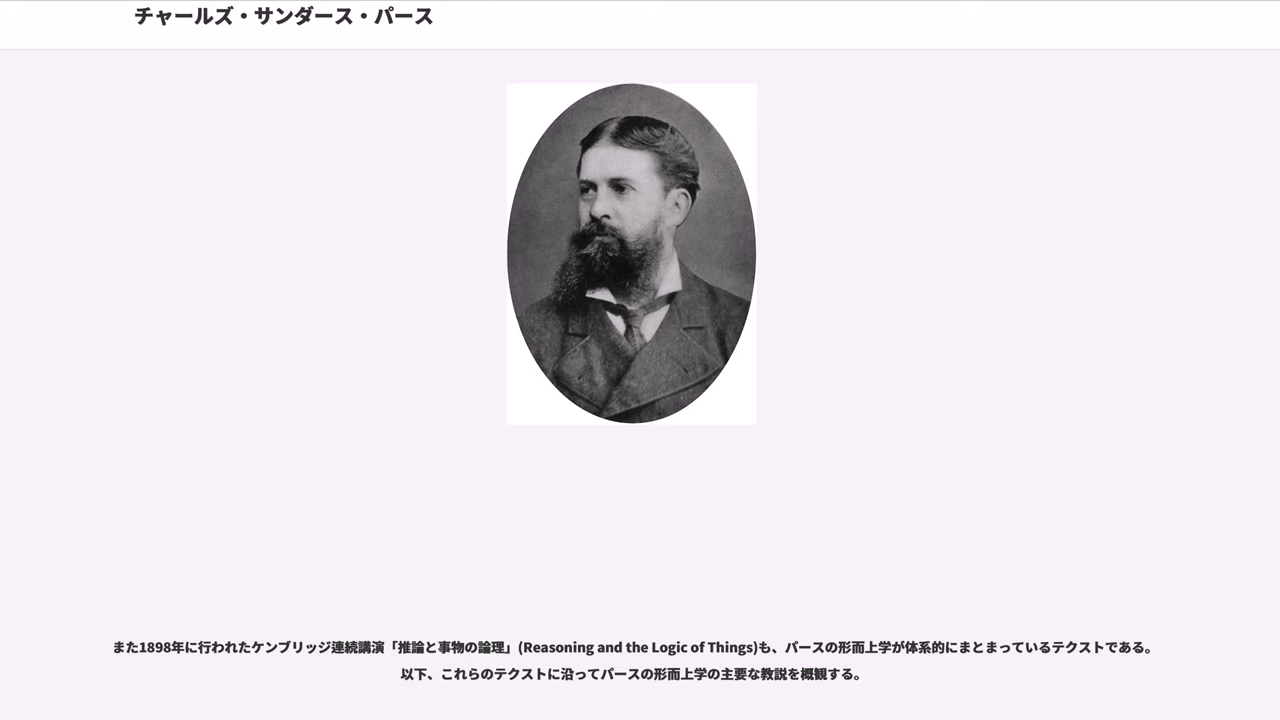 チャールズ・サンダース・パース
また1898年に行われたケンブリッジ連続講演「推論と事物の論理」(Reasoning and the Logic of Things)も、パースの形而上学が体系的にまとまっているテクストである。
以下、これらのテクストに沿ってパースの形而上学の主要な教説を概観する。